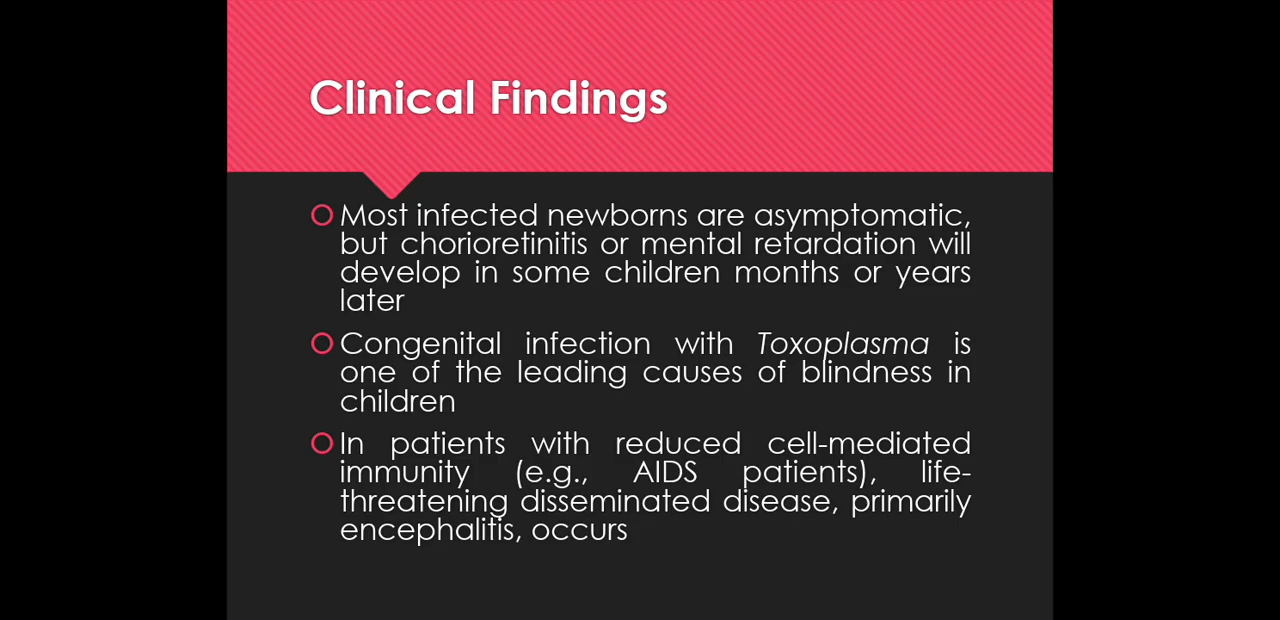 Clinical Findings
Most infected newborns are asymptomatic,
but chorioretinitis or mental retardation will
develop in some children months or years
later
Congenital infection with Toxoplasma is
one of the leading causes of blindness in
children
In patients with reduced cell-mediated
immunity (e.g., AIDS patients), life-
threatening disseminated disease, primarily
encephalitis, occurs